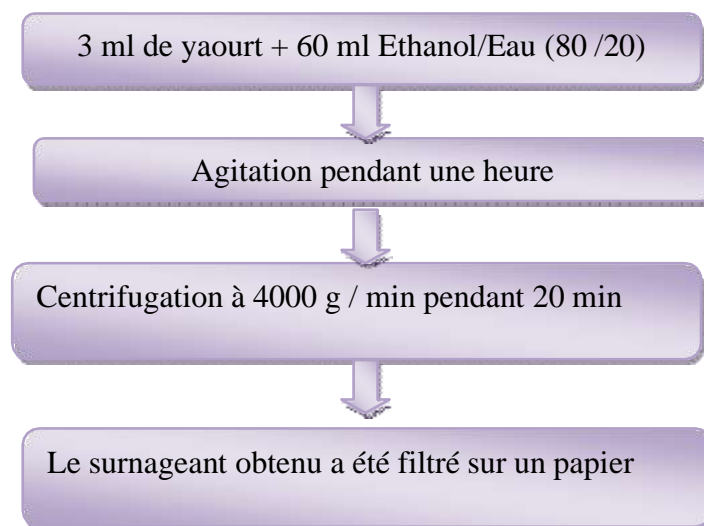 3 ml de yaourt + 60 ml Ethanol/Eau (80 /20)
Agitation pendant une heure
Centrifugation à 4000 g / min pendant 20 min
Le surnageant obtenu a été filtré sur un papier